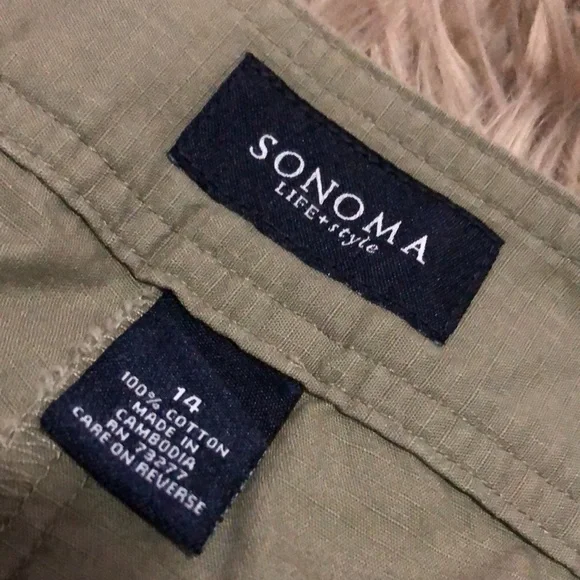 SONOMA
LIFE+style
14
100% COTTON
MADE IN
CAMBODIA
RN 73277
CARE ON REVERSE